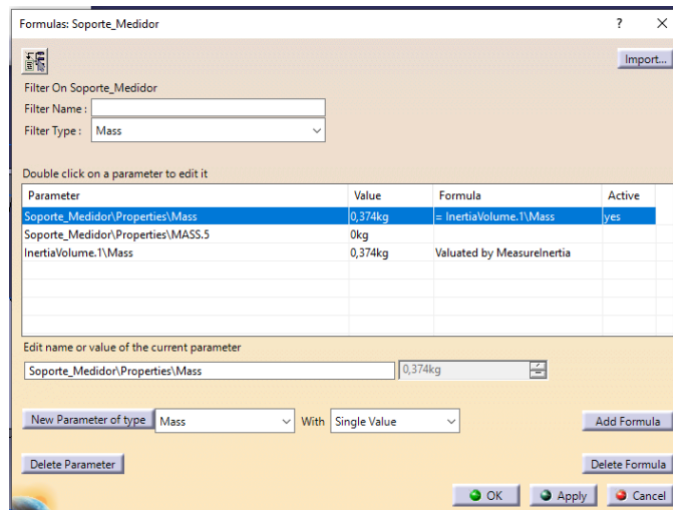 Formulas: Soporte_Medidor ? X
Import...
Filter On Soporte_Medidor
Filter Name :
Filter Type : Mass
Double click on a parameter to edit it
Parameter Value Formula Active
Soporte_Medidor\Properties\Mass 0,374kg = InertiaVolume.1\Mass yes
Soporte_Medidor\Properties\MASS.5 0kg
InertiaVolume.1\Mass 0,374kg Valuated by MeasureInertia
Edit name or value of the current parameter
Soporte_Medidor\Properties\Mass 0,374kg
New Parameter of type Mass With Single Value Add Formula
Delete Parameter Delete Formula
OK Apply Cancel